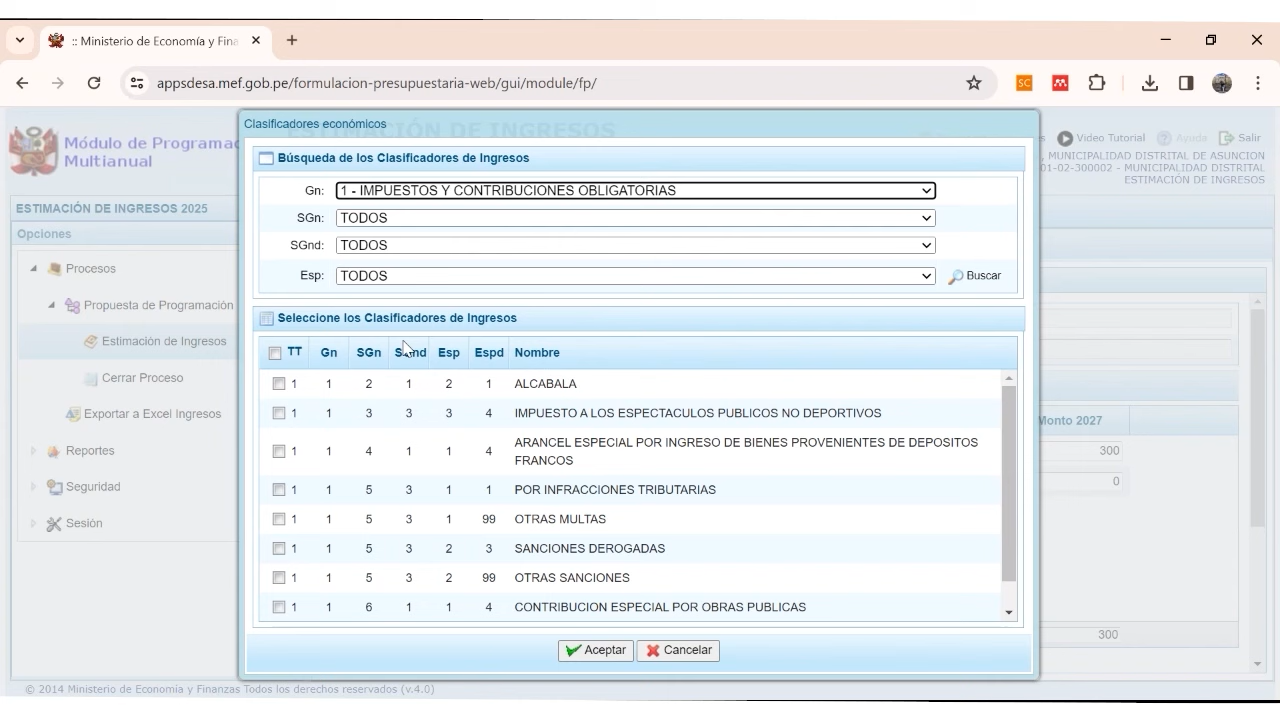 :: Ministerio de Economía y Fina
appsdesa.mef.gob.pe/formulacion-presupuestaria-web/gui/module/fp/
SC
Clasificadores económicos
ESTIMACIÓN DE INGRESOS
Módulo de Programac
Multianual
Video Tutorial
Ayuda
Salir
, MUNICIPALIDAD DISTRITAL DE ASUNCION
01-02-300002 - MUNICIPALIDAD DISTRITAL
ESTIMACIÓN DE INGRESOS
ESTIMACIÓN DE INGRESOS 2025
Opciones
Procesos
Propuesta de Programación
Estimación de Ingresos
Cerrar Proceso
Exportar a Excel Ingresos
Reportes
Seguridad
Sesión
Búsqueda de los Clasificadores de Ingresos
Gn: 1 - IMPUESTOS Y CONTRIBUCIONES OBLIGATORIAS
SGn: TODOS
SGnd: TODOS
Esp: TODOS Buscar
Seleccione los Clasificadores de Ingresos
TT Gn SGn SGnd Esp Espd Nombre
1 1 2 1 2 1 ALCABALA
1 1 3 3 3 4 IMPUESTO A LOS ESPECTACULOS PUBLICOS NO DEPORTIVOS
1 1 4 1 1 4 ARANCEL ESPECIAL POR INGRESO DE BIENES PROVENIENTES DE DEPOSITOS
FRANCOS
1 1 5 3 1 1 POR INFRACCIONES TRIBUTARIAS
1 1 5 3 1 99 OTRAS MULTAS
1 1 5 3 2 3 SANCIONES DEROGADAS
1 1 5 3 2 99 OTRAS SANCIONES
1 1 6 1 1 4 CONTRIBUCION ESPECIAL POR OBRAS PUBLICAS
Aceptar Cancelar
Monto 2027
300
0
300
© 2014 Ministerio de Economía y Finanzas Todos los derechos reservados (v.4.0)